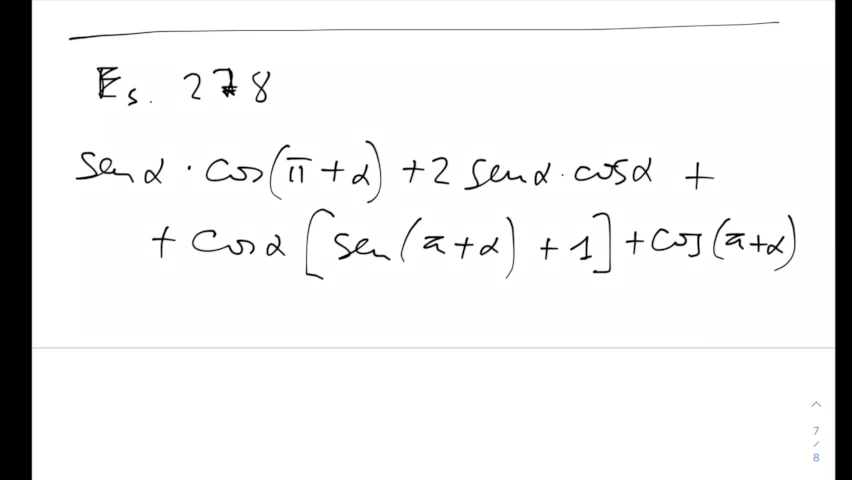 Es. 278
sen α · cos(π + α) + 2 sen α · cos α +
+ cos α [sen(π + α) + 1] + cos(π + α)
7
/
8